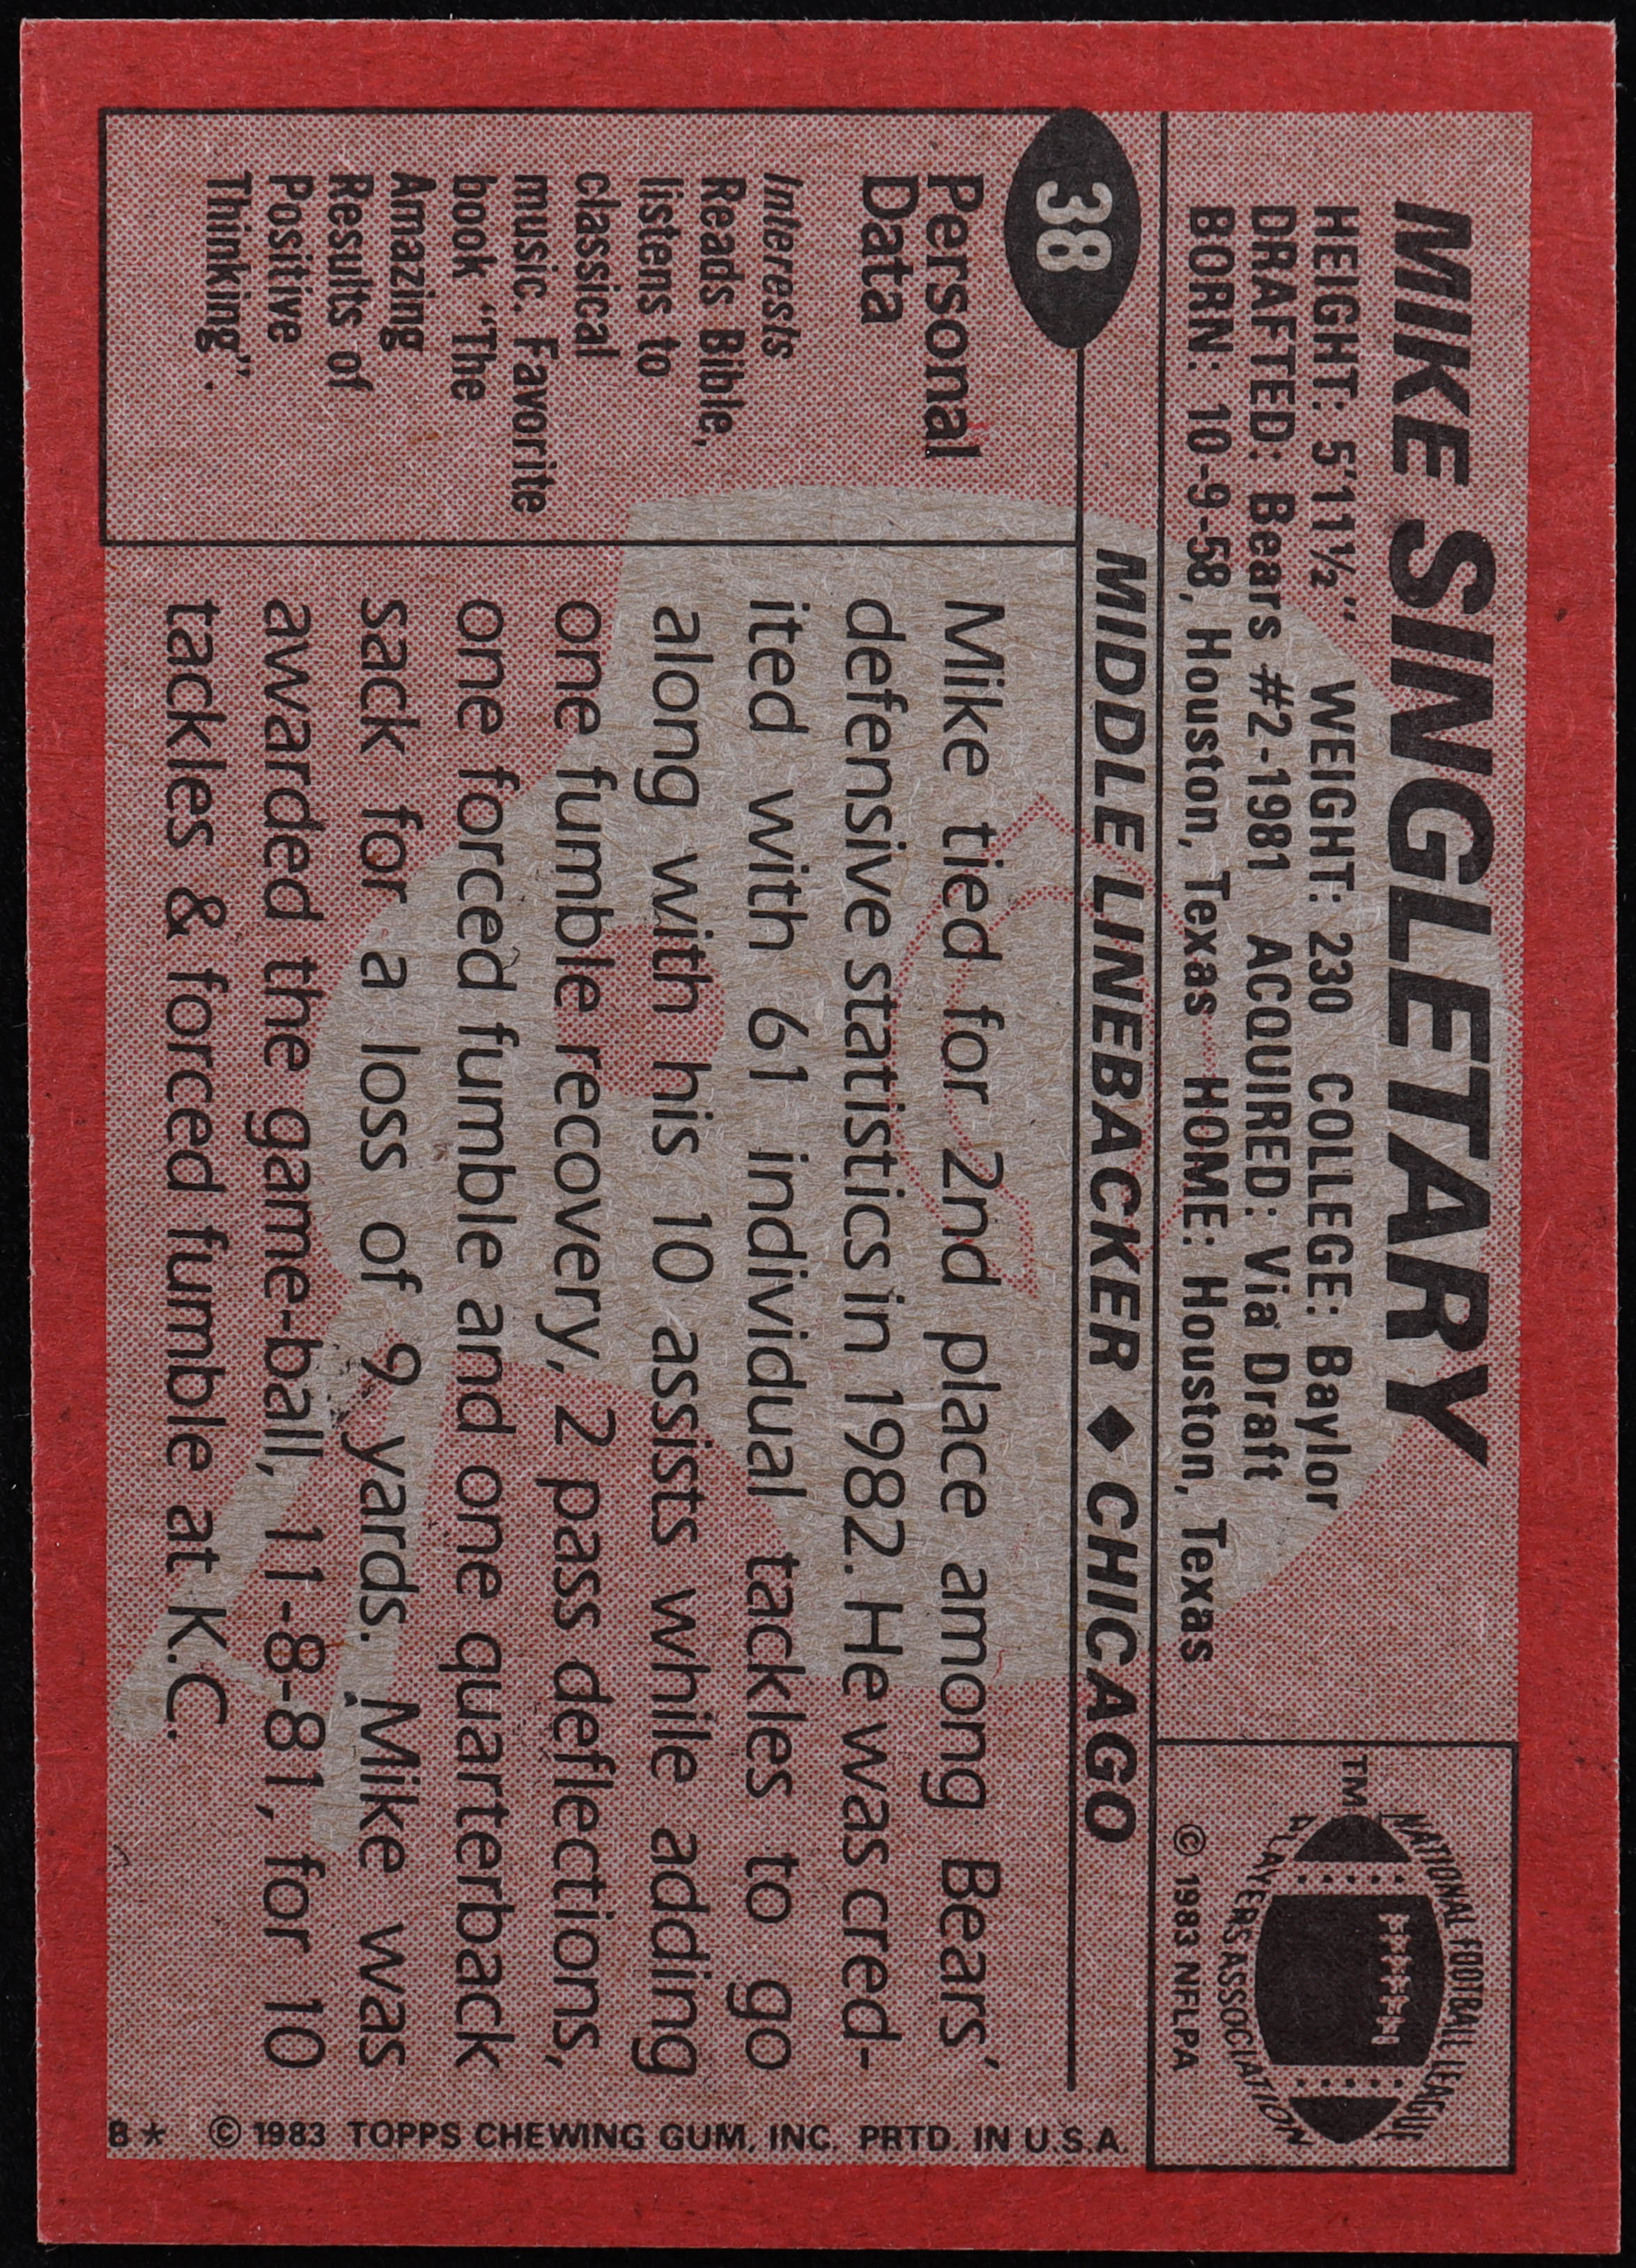 MIKE SINGLETARY
HEIGHT: 5'11½" WEIGHT: 230 COLLEGE: Baylor
DRAFTED: Bears #2-1981 ACQUIRED: Via Draft
BORN: 10-9-58, Houston, Texas HOME: Houston, Texas
TM
NATIONAL FOOTBALL LEAGUE
PLAYERS ASSOCIATION
© 1983 NFLPA
38
MIDDLE LINEBACKER ◆ CHICAGO
Personal
Data
Interests
Reads Bible,
listens to
classical
music. Favorite
book "The
Amazing
Results of
Positive
Thinking".
Mike tied for 2nd place among Bears'
defensive statistics in 1982. He was cred-
ited with 61 individual tackles to go
along with his 10 assists while adding
one fumble recovery, 2 pass deflections,
one forced fumble and one quarterback
sack for a loss of 9 yards. Mike was
awarded the game-ball, 11-8-81, for 10
tackles & forced fumble at K.C.
B* © 1983 TOPPS CHEWING GUM, INC. PRTD. IN U.S.A.